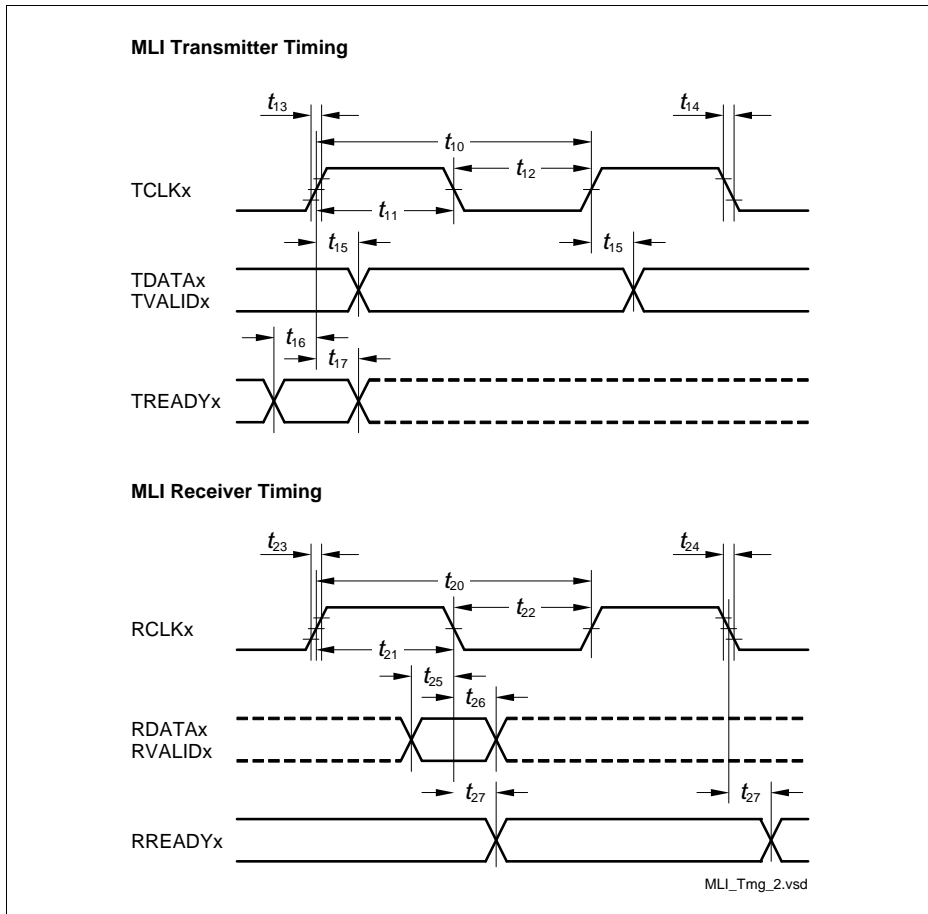 MLI Transmitter Timing
t13
t14
t10
t12
TCLKx
t11
t15
t15
TDATAx
TVALIDx
t16
t17
TREADYx
MLI Receiver Timing
t23
t24
t20
t22
RCLKx
t21
t25
t26
RDATAx
RVALIDx
t27
t27
RREADYx
MLI_Tmg_2.vsd